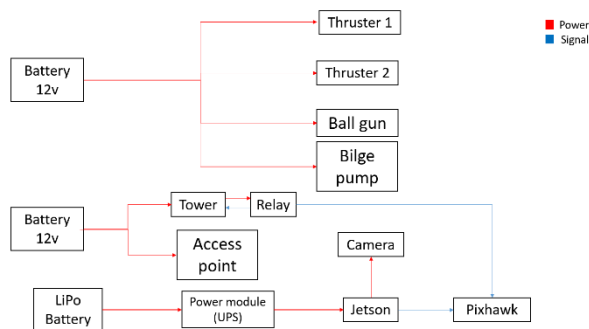 Thruster 1
Power
Signal
Battery
12v
Thruster 2
Ball gun
Bilge
pump
Battery
12v
Tower
Relay
Access
point
Camera
LiPo
Battery
Power module
(UPS)
Jetson
Pixhawk